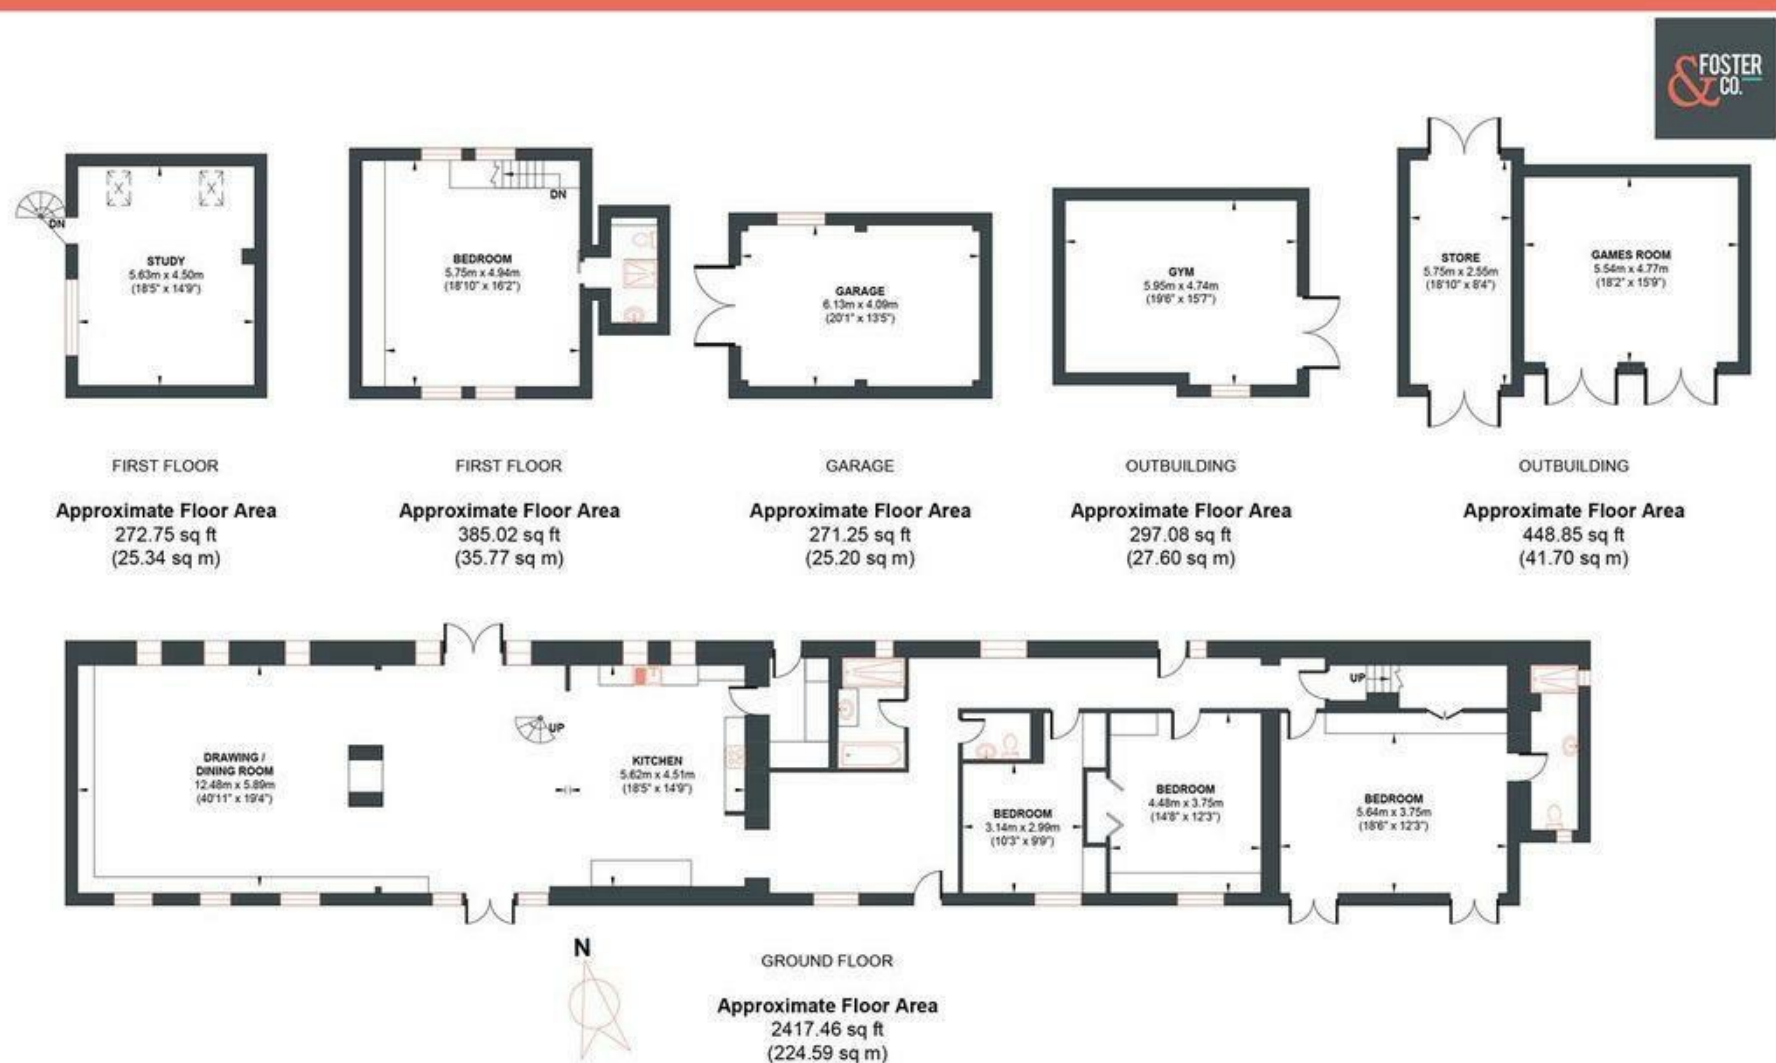 & FOSTER
CO.
DN
STUDY
5.63m x 4.50m
(18'5" x 14'9")
FIRST FLOOR
Approximate Floor Area
272.75 sq ft
(25.34 sq m)
DN
BEDROOM
5.75m x 4.94m
(18'10" x 16'2")
FIRST FLOOR
Approximate Floor Area
385.02 sq ft
(35.77 sq m)
GARAGE
6.13m x 4.09m
(20'1" x 13'5")
GARAGE
Approximate Floor Area
271.25 sq ft
(25.20 sq m)
GYM
5.95m x 4.74m
(19'6" x 15'7")
OUTBUILDING
Approximate Floor Area
297.08 sq ft
(27.60 sq m)
STORE
5.75m x 2.55m
(18'10" x 8'4")
GAMES ROOM
5.54m x 4.77m
(18'2" x 15'9")
OUTBUILDING
Approximate Floor Area
448.85 sq ft
(41.70 sq m)
DRAWING /
DINING ROOM
12.48m x 5.89m
(40'11" x 19'4")
UP
KITCHEN
5.62m x 4.51m
(18'5" x 14'9")
BEDROOM
3.14m x 2.99m
(10'3" x 9'9")
BEDROOM
4.48m x 3.75m
(14'8" x 12'3")
UP
BEDROOM
5.64m x 3.75m
(18'6" x 12'3")
N
GROUND FLOOR
Approximate Floor Area
2417.46 sq ft
(224.59 sq m)